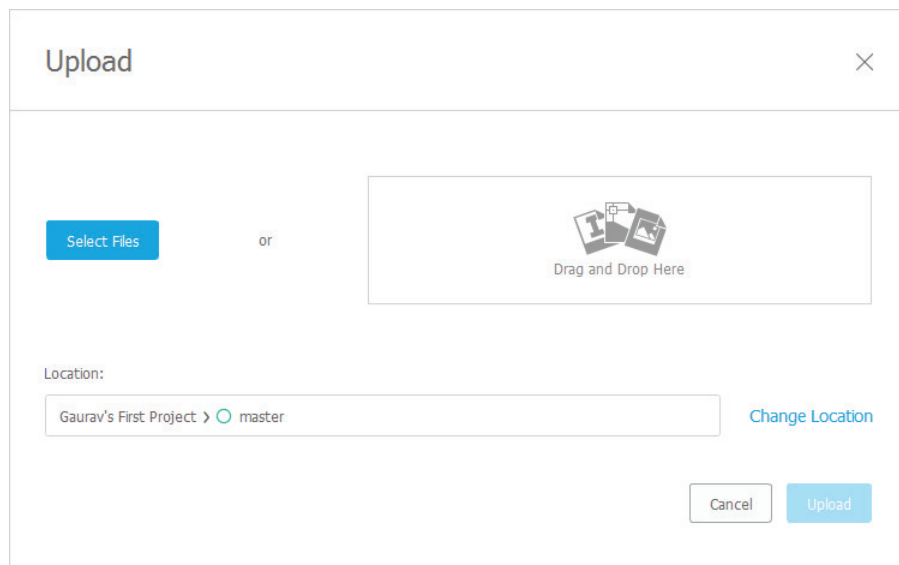 Upload
Select Files
or
Drag and Drop Here
Location:
Gaurav's First Project > master
Change Location
Cancel
Upload